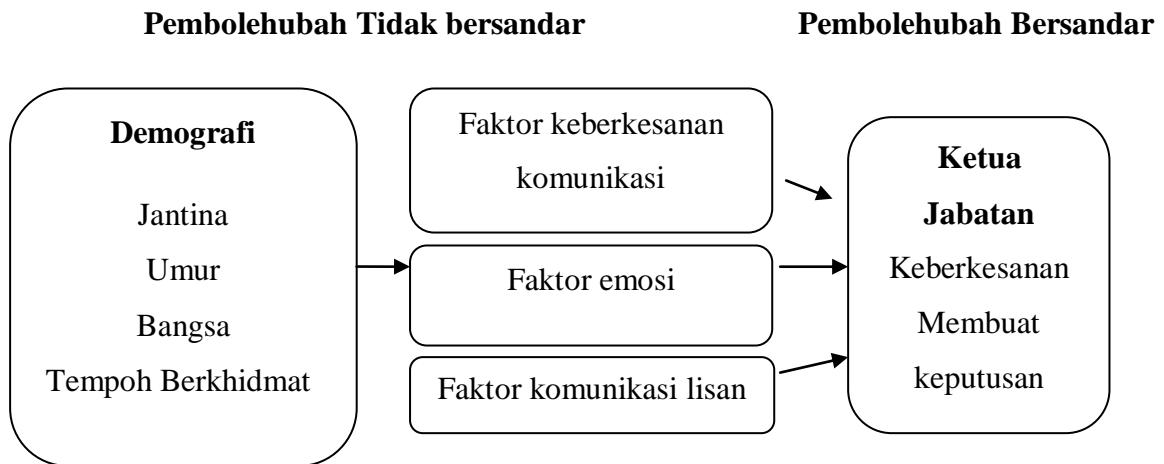 Pembolehubah Tidak bersandar
Pembolehubah Bersandar
Demografi
Jantina
Umur
Bangsa
Tempoh Berkhidmat
Faktor keberkesanan
komunikasi
Faktor emosi
Faktor komunikasi lisan
Ketua
Jabatan
Keberkesanan
Membuat
keputusan